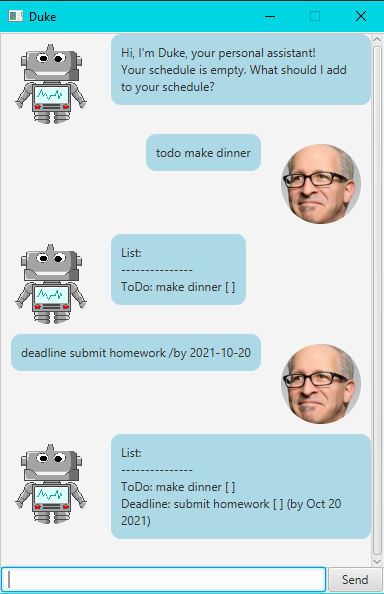 Duke
Hi, I'm Duke, your personal assistant!
Your schedule is empty. What should I add
to your schedule?
todo make dinner
List:
---------------
ToDo: make dinner [ ]
deadline submit homework /by 2021-10-20
List:
---------------
ToDo: make dinner [ ]
Deadline: submit homework [ ] (by Oct 20
2021)
Send